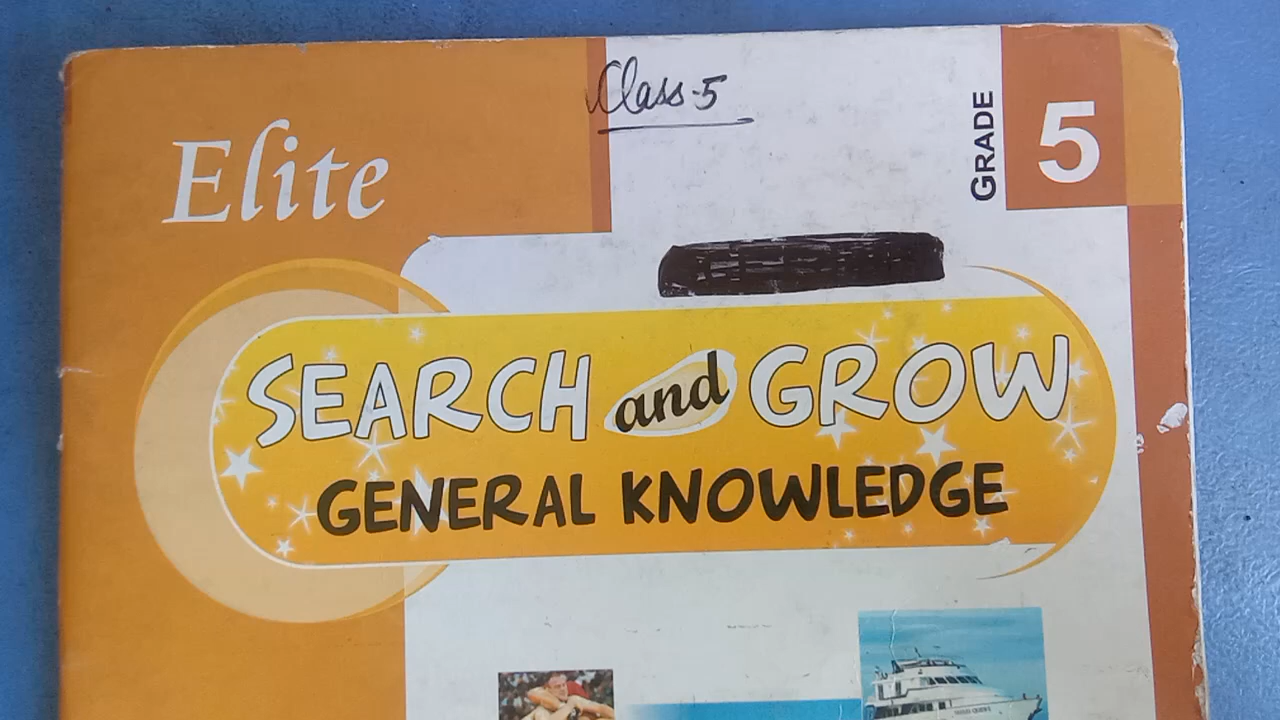 Class-5
GRADE 5
Elite
SEARCH and GROW
GENERAL KNOWLEDGE